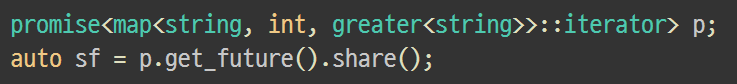 promise<map<string, int, greater<string>>::iterator> p;
auto sf = p.get_future().share();